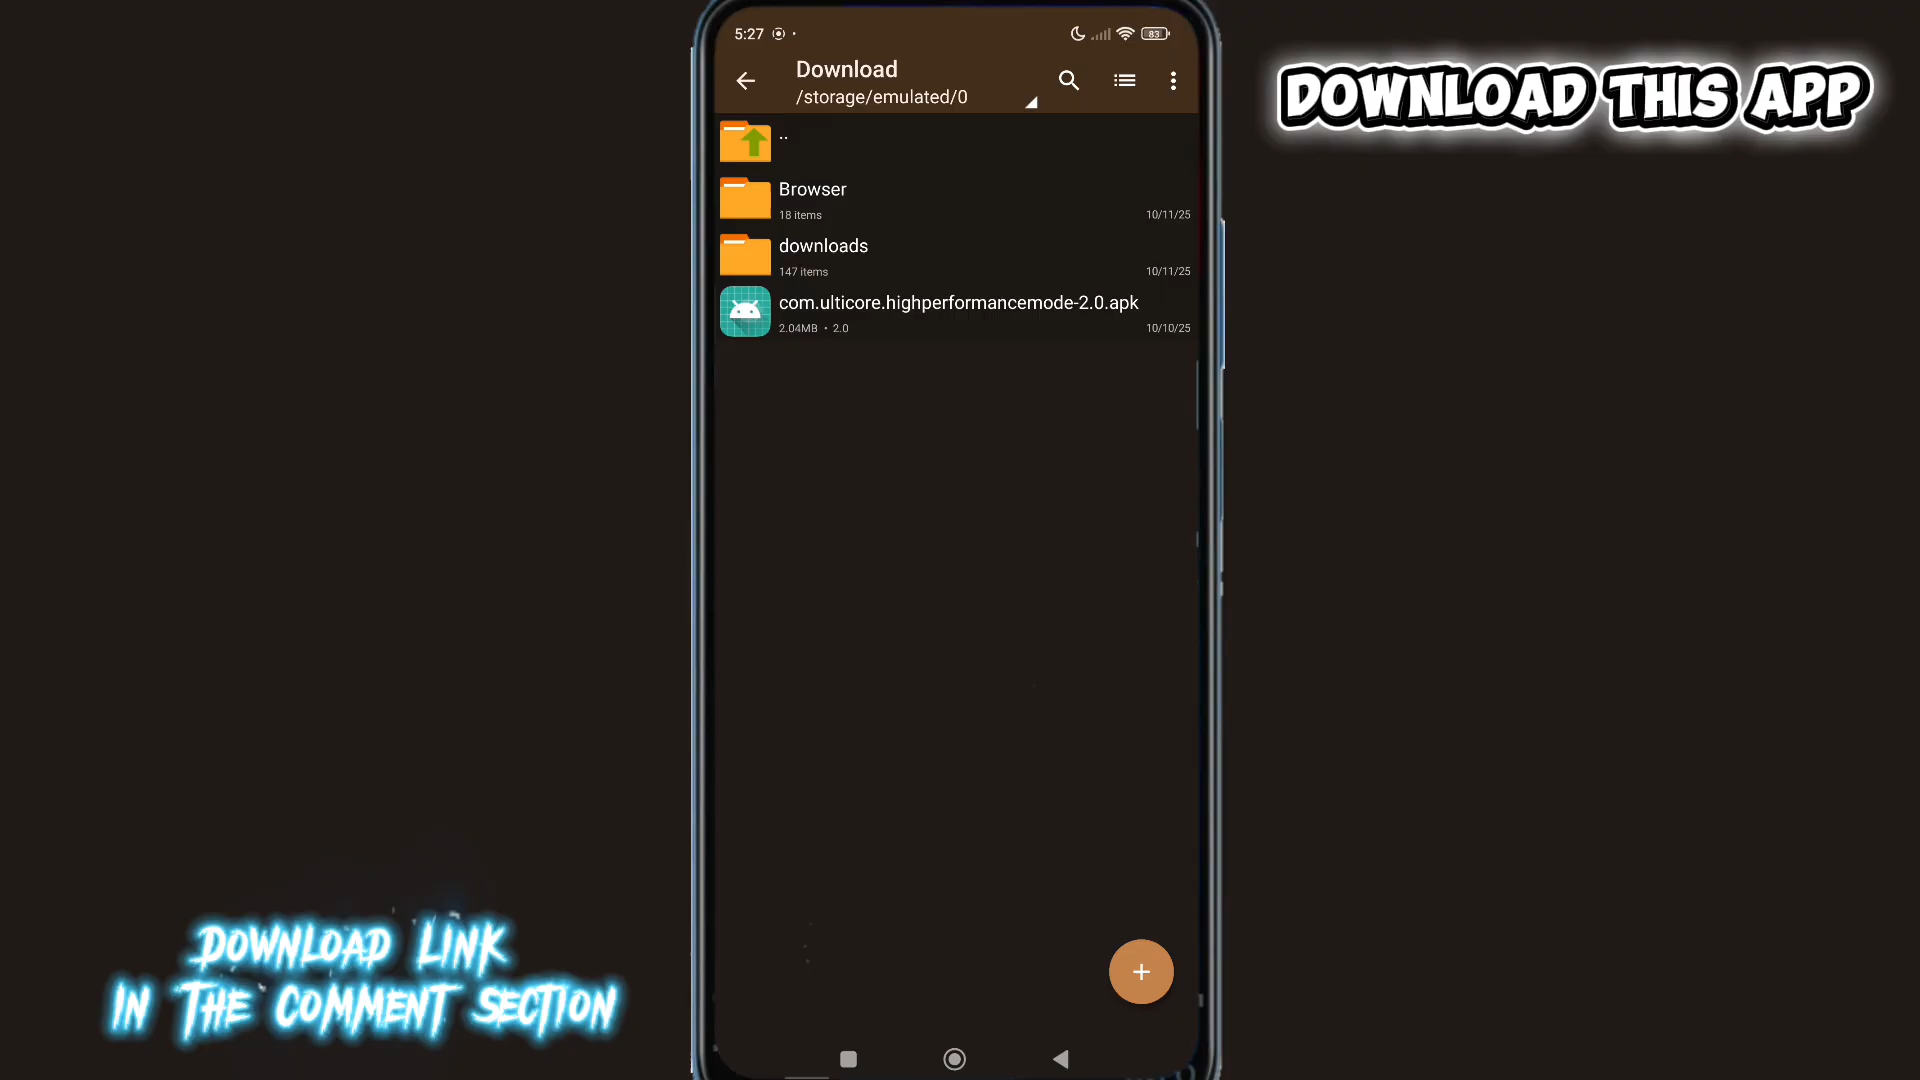 5:27
83
Download
/storage/emulated/0
DOWNLOAD THIS APP
..
Browser
18 items
10/11/25
downloads
147 items
10/11/25
com.ulticore.highperformancemode-2.0.apk
2.04MB • 2.0
10/10/25
DOWNLOAD LINK
IN THE COMMENT SECTION